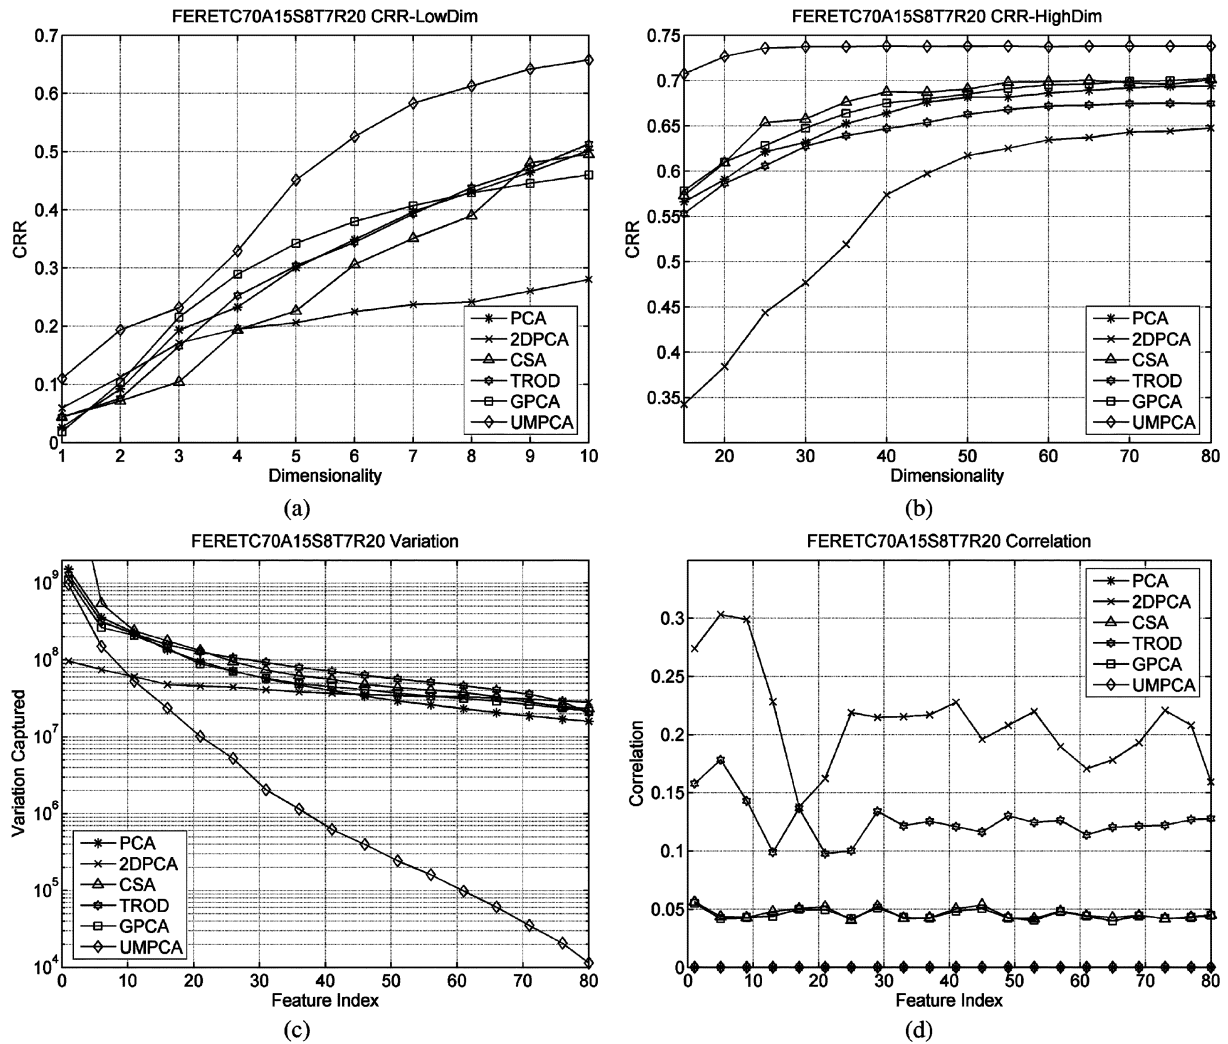 FERETC70A15S8T7R20 CRR-LowDim
0.7
0.6
0.5
0.4
0.3
0.2
0.1
0
CRR
PCA
2DPCA
CSA
TROD
GPCA
UMPCA
1 2 3 4 5 6 7 8 9 10
Dimensionality
(a)
FERETC70A15S8T7R20 CRR-HighDim
0.75
0.7
0.65
0.6
0.55
0.5
0.45
0.4
0.35
CRR
PCA
2DPCA
CSA
TROD
GPCA
UMPCA
20 30 40 50 60 70 80
Dimensionality
(b)
FERETC70A15S8T7R20 Variation
10^9
10^8
10^7
10^6
10^5
10^4
Variation Captured
PCA
2DPCA
CSA
TROD
GPCA
UMPCA
0 10 20 30 40 50 60 70 80
Feature Index
(c)
FERETC70A15S8T7R20 Correlation
0.3
0.25
0.2
0.15
0.1
0.05
0
Correlation
PCA
2DPCA
CSA
TROD
GPCA
UMPCA
0 10 20 30 40 50 60 70 80
Feature Index
(d)